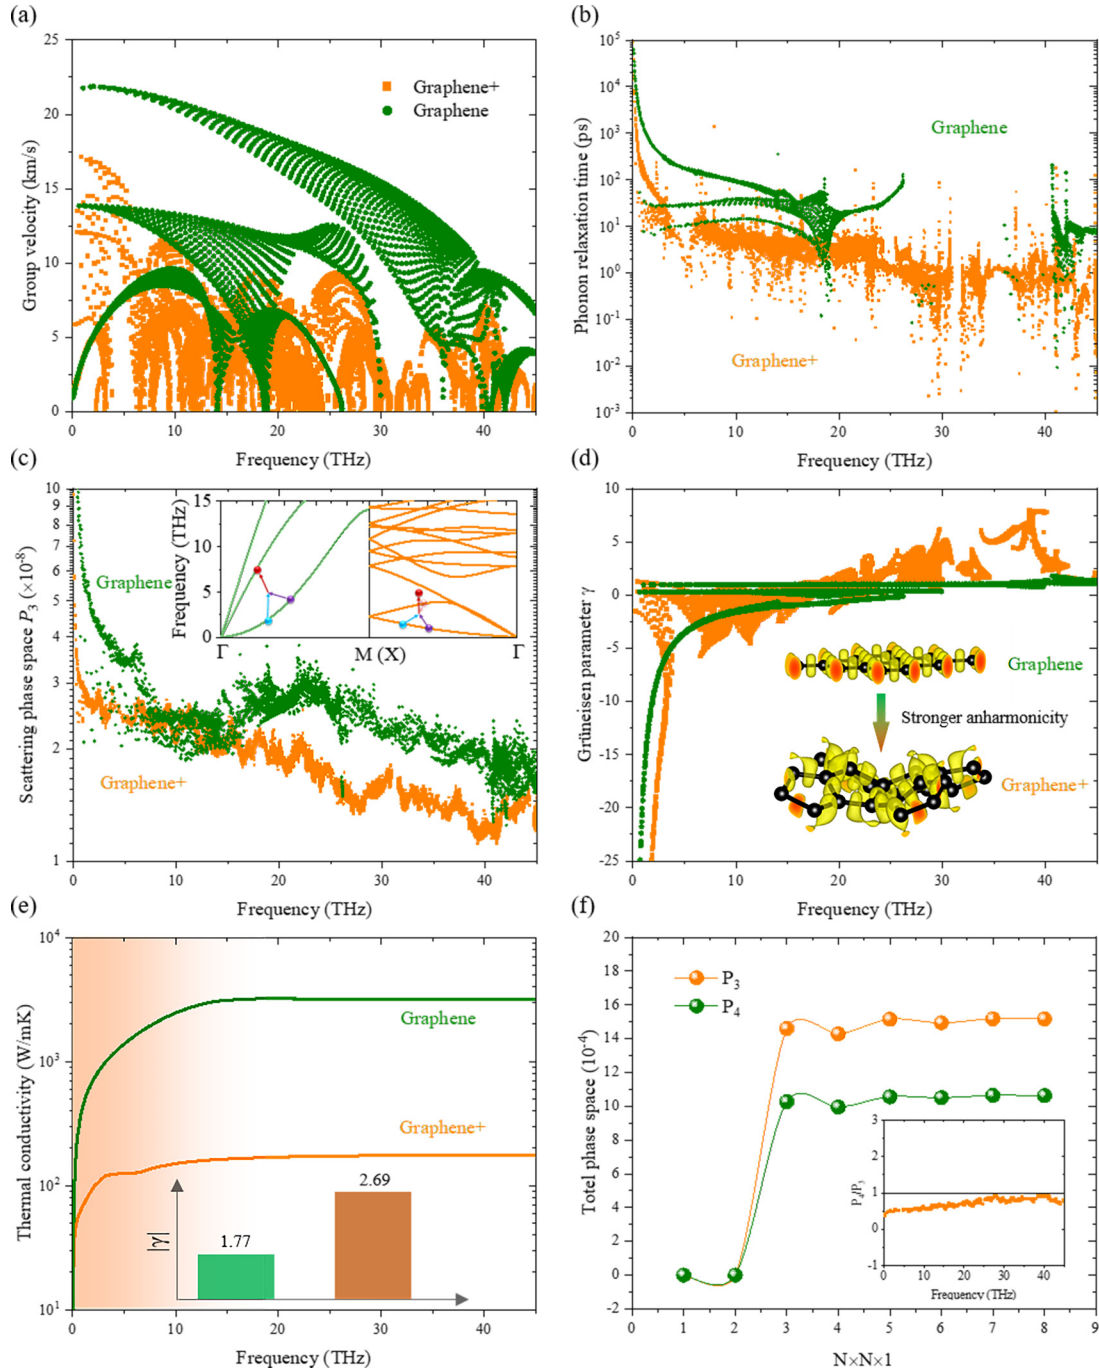 (a)
25
20
15
10
5
0
Group velocity (km/s)
Graphene+
Graphene
0 10 20 30 40
Frequency (THz)
(b)
10^5
10^4
10^3
10^2
10^1
10^0
10^-1
10^-2
10^-3
Phonon relaxation time (ps)
Graphene
Graphene+
0 10 20 30 40
Frequency (THz)
(c)
10
9
8
7
6
5
4
3
2
1
Scattering phase space P_3 (×10^-8)
Graphene
Graphene+
15
10
5
0
Frequency (THz)
Γ M (X) Γ
0 10 20 30 40
Frequency (THz)
(d)
10
5
0
-5
-10
-15
-20
-25
Grüneisen parameter γ
Graphene
Stronger anharmonicity
Graphene+
0 10 20 30 40
Frequency (THz)
(e)
10^4
10^3
10^2
10^1
Thermal conductivity (W/mK)
Graphene
Graphene+
|γ|
1.77
2.69
0 10 20 30 40
Frequency (THz)
(f)
20
18
16
14
12
10
8
6
4
2
0
-2
Totel phase space (10^-4)
P_3
P_4
3
2
1
0
-1
P_4/P_3
0 10 20 30 40
Frequency (THz)
0 1 2 3 4 5 6 7 8 9
N×N×1